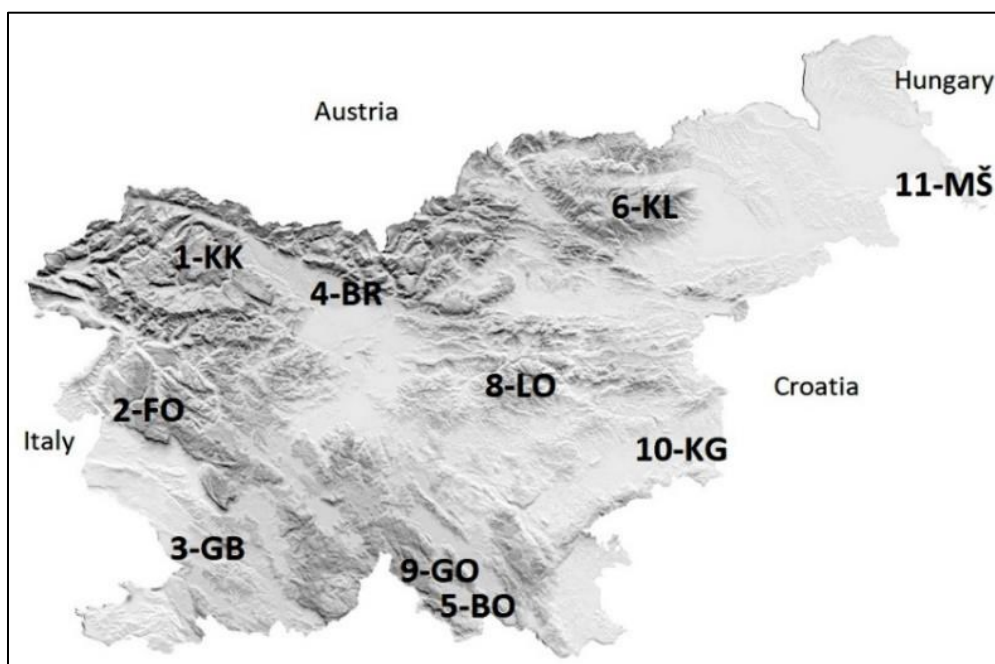 Austria
Hungary
11-MŠ
6-KL
1-KK
4-BR
8-LO
Croatia
2-FO
Italy
10-KG
3-GB
9-GO
5-BO